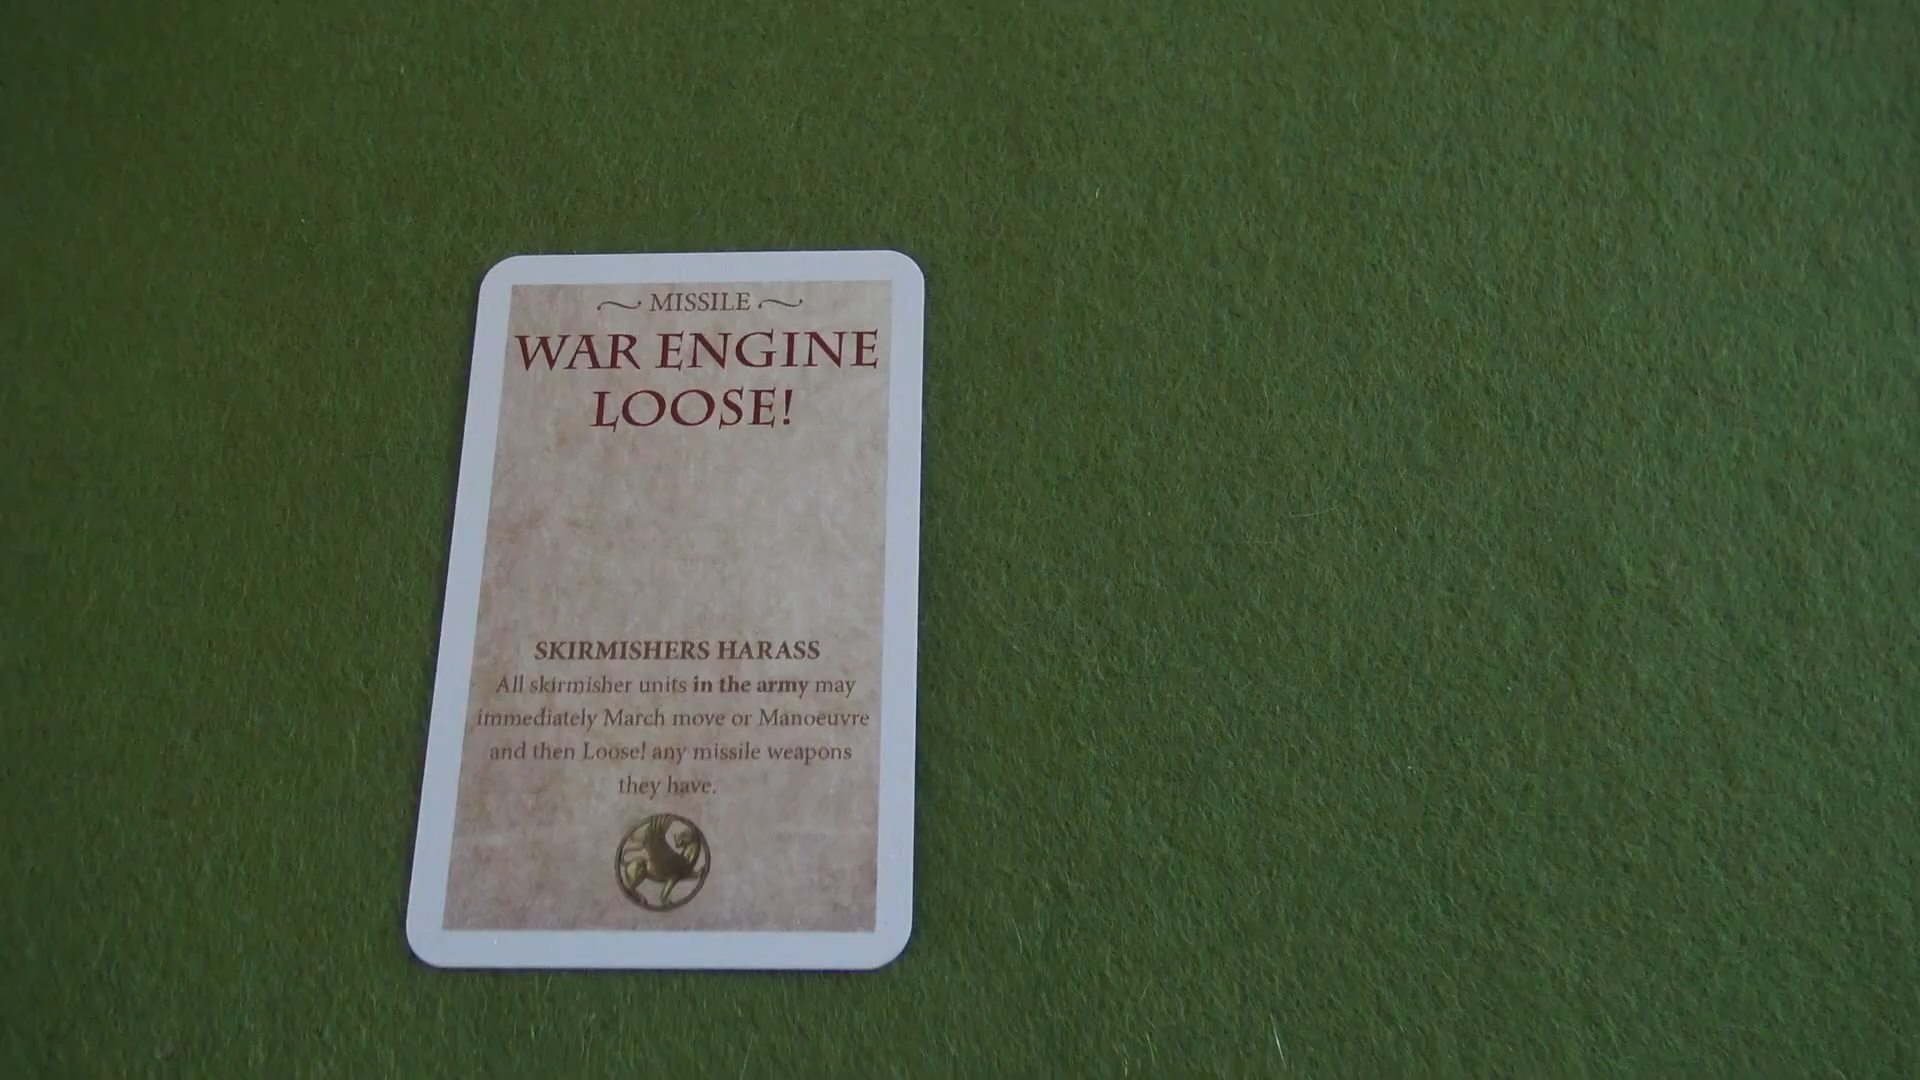 MISSILE
WAR ENGINE
LOOSE!
SKIRMISHERS HARASS
All skirmisher units in the army may
immediately March move or Manoeuvre
and then Loose! any missile weapons
they have.